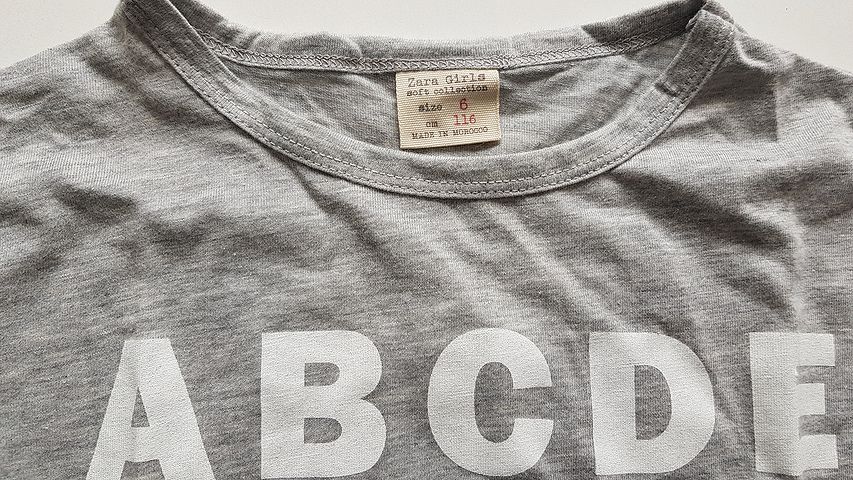 Zara Girls
soft collection
size 6
cm 116
MADE IN MOROCCO
ABCDE